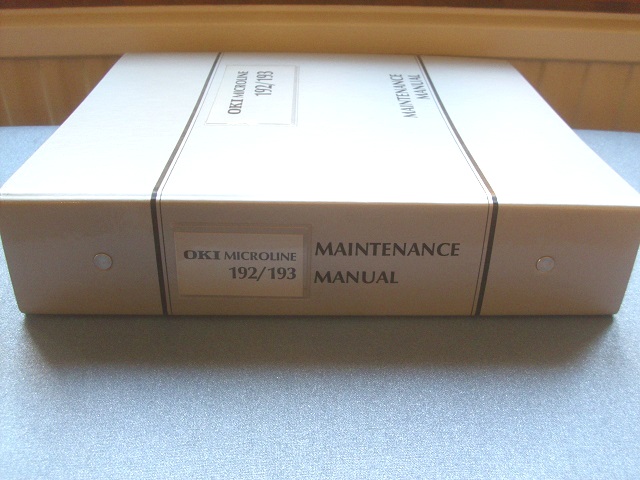 OKI MICROLINE
192/193
MAINTENANCE
MANUAL
OKI MICROLINE
192/193
MAINTENANCE
MANUAL